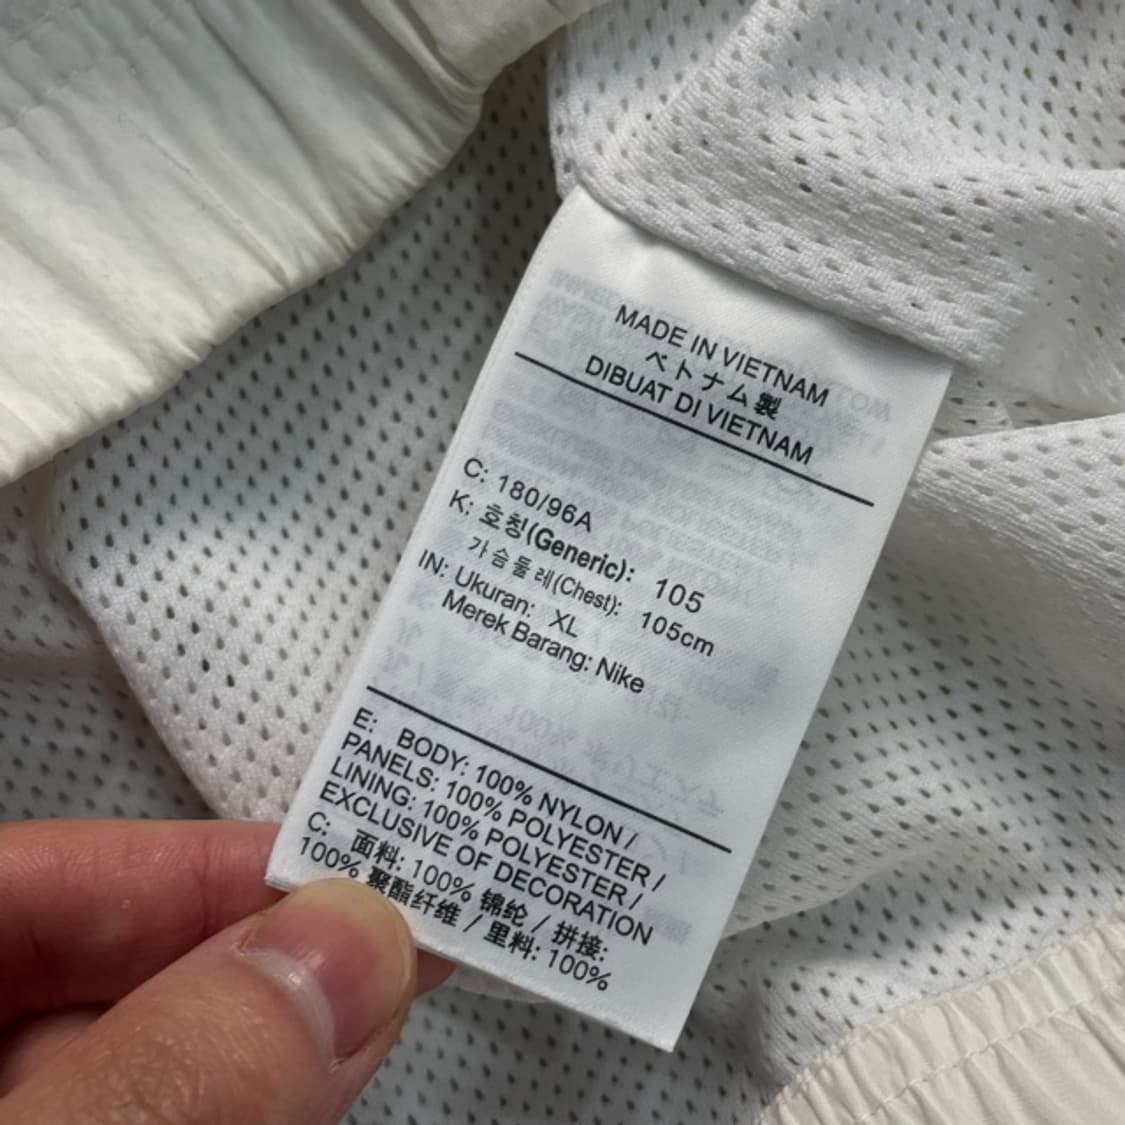 MADE IN VIETNAM
ベトナム製
DIBUAT DI VIETNAM
C: 180/96A
K: 호칭(Generic): 105
가슴둘레(Chest): 105cm
IN: Ukuran: XL
Merek Barang: Nike
E: BODY: 100% NYLON /
PANELS: 100% POLYESTER /
LINING: 100% POLYESTER /
EXCLUSIVE OF DECORATION
C: 面料: 100% 锦纶 / 拼接:
100% 聚酯纤维 / 里料: 100%